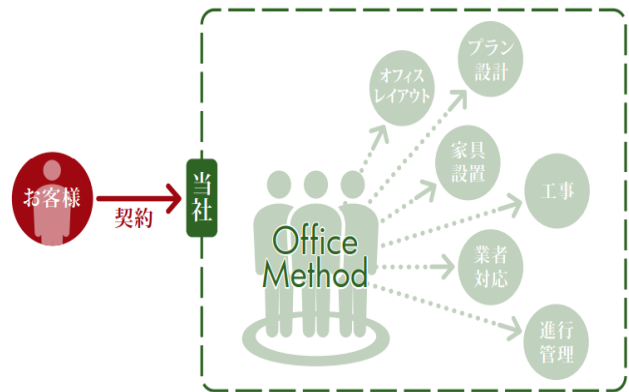 お客様
契約
当社
Office
Method
オフィス
レイアウト
プラン
設計
家具
設置
工事
業者
対応
進行
管理